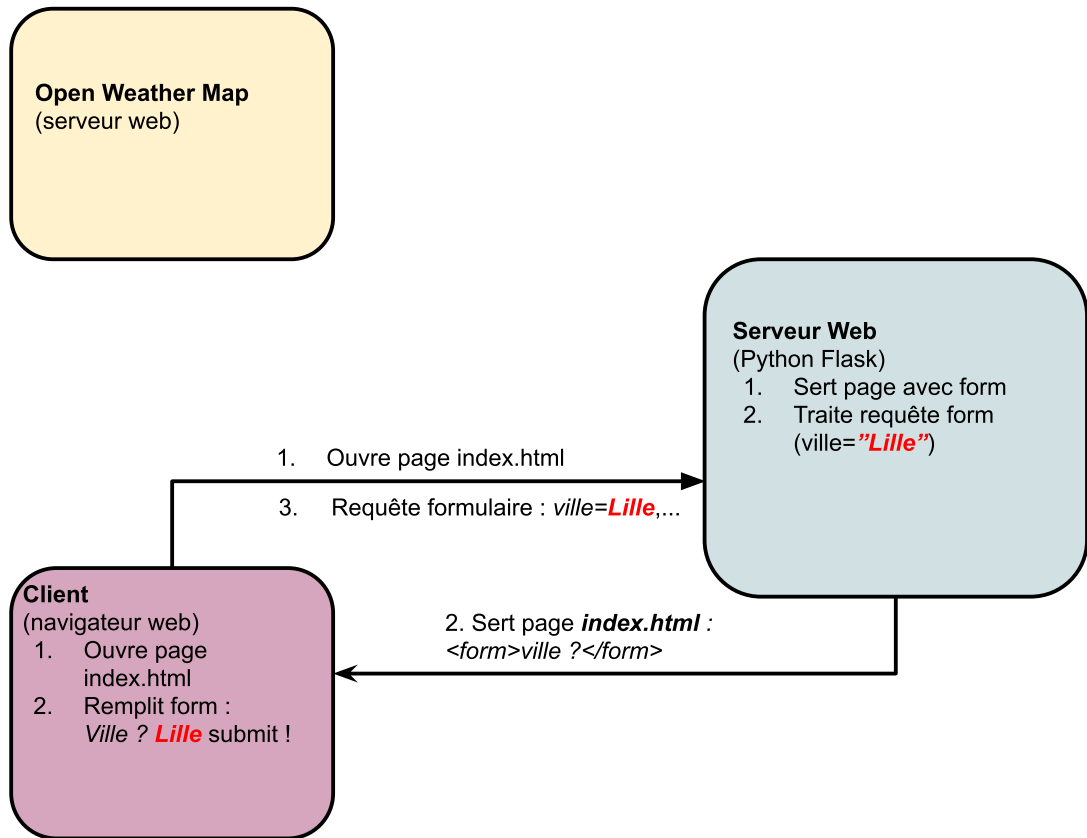 Open Weather Map
(serveur web)
Serveur Web
(Python Flask)
1. Sert page avec form
2. Traite requête form
(ville=”Lille”)
1. Ouvre page index.html
3. Requête formulaire : ville=Lille,...
Client
(navigateur web)
1. Ouvre page
index.html
2. Remplit form :
Ville ? Lille submit !
2. Sert page index.html :
<form>ville ?</form>